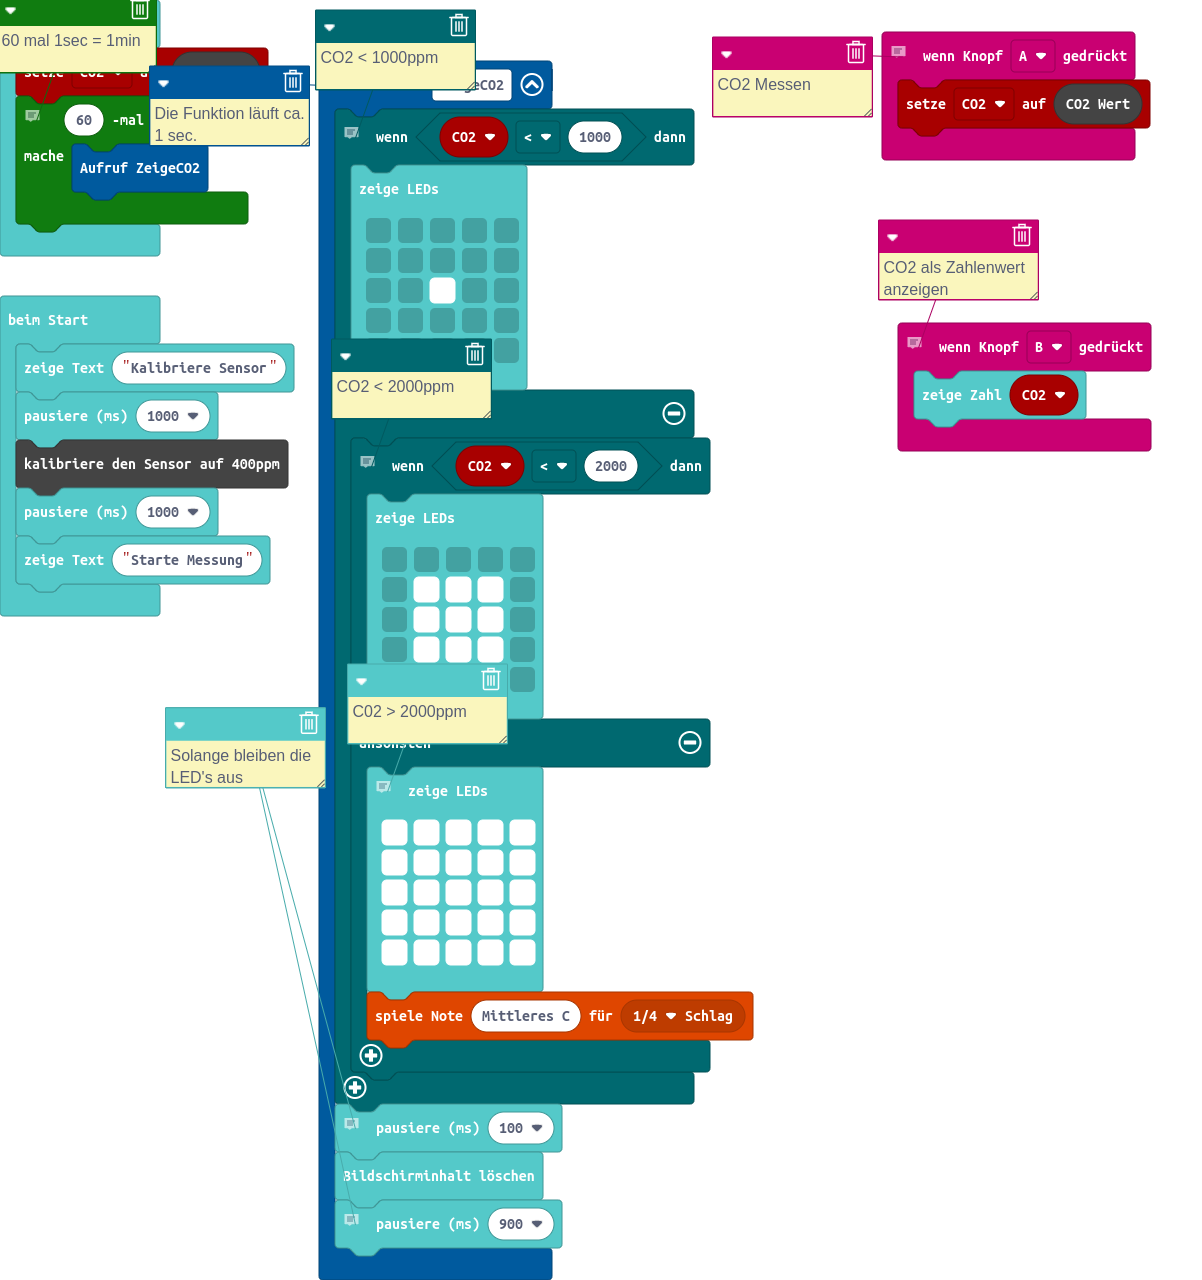 60 mal 1sec = 1min
setze CO2
60 -mal
mache
Aufruf ZeigeCO2
Die Funktion läuft ca.
1 sec.
beim Start
zeige Text "Kalibriere Sensor"
pausiere (ms) 1000
kalibriere den Sensor auf 400ppm
pausiere (ms) 1000
zeige Text "Starte Messung"
Solange bleiben die
LED's aus
CO2 < 1000ppm
geCO2
wenn CO2 < 1000 dann
zeige LEDs
CO2 < 2000ppm
wenn CO2 < 2000 dann
zeige LEDs
C02 > 2000ppm
ansonsten
zeige LEDs
spiele Note Mittleres C für 1/4 Schlag
pausiere (ms) 100
Bildschirminhalt löschen
pausiere (ms) 900
CO2 Messen
wenn Knopf A gedrückt
setze CO2 auf CO2 Wert
CO2 als Zahlenwert
anzeigen
wenn Knopf B gedrückt
zeige Zahl CO2